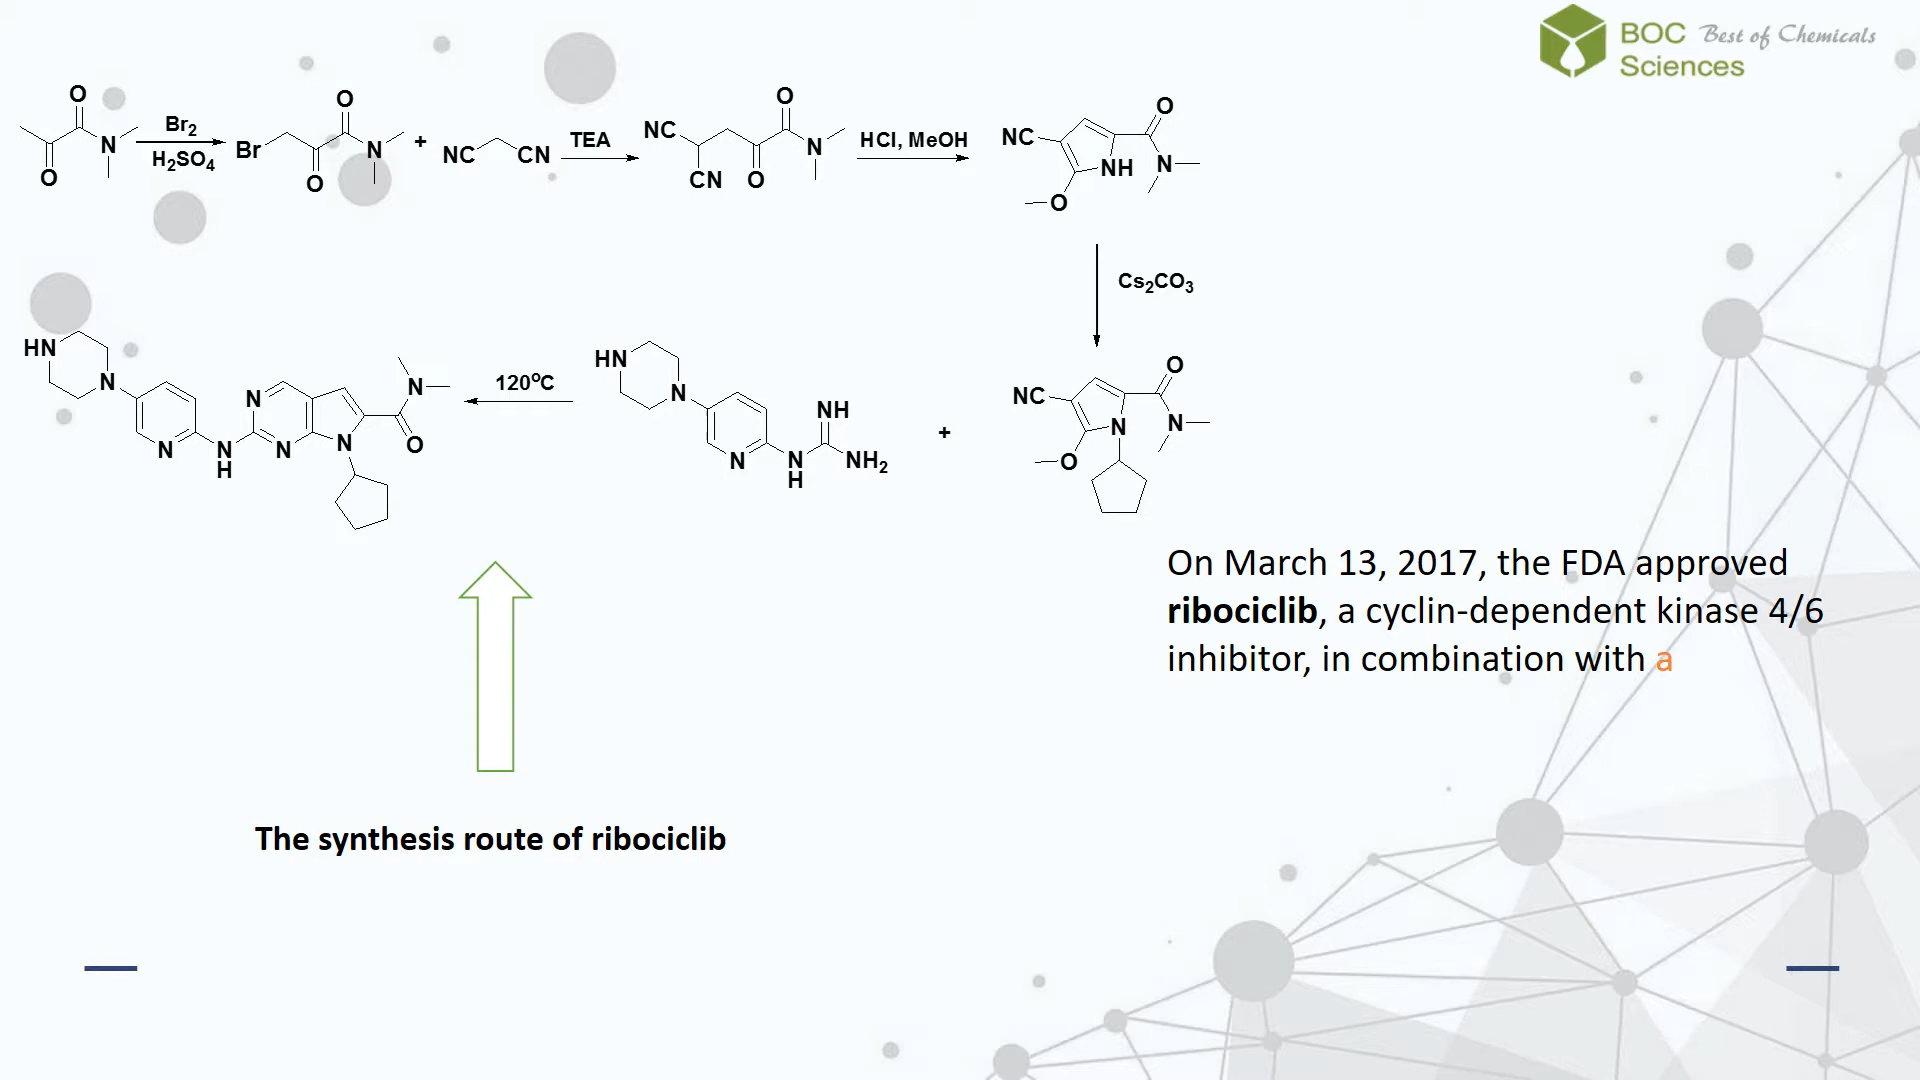 BOC Best of Chemicals
Sciences
O
N
O
Br2
H2SO4
Br
O
O
N
+
NC CN
TEA
NC
CN
O
O
N
HCl, MeOH
NC
O
NH
N
O
Cs2CO3
HN
N
N
N
H
N
N
N
N
O
120oC
HN
N
N
N
H
NH
NH2
+
NC
O
N
N
O
On March 13, 2017, the FDA approved
ribociclib, a cyclin-dependent kinase 4/6
inhibitor, in combination with a
The synthesis route of ribociclib